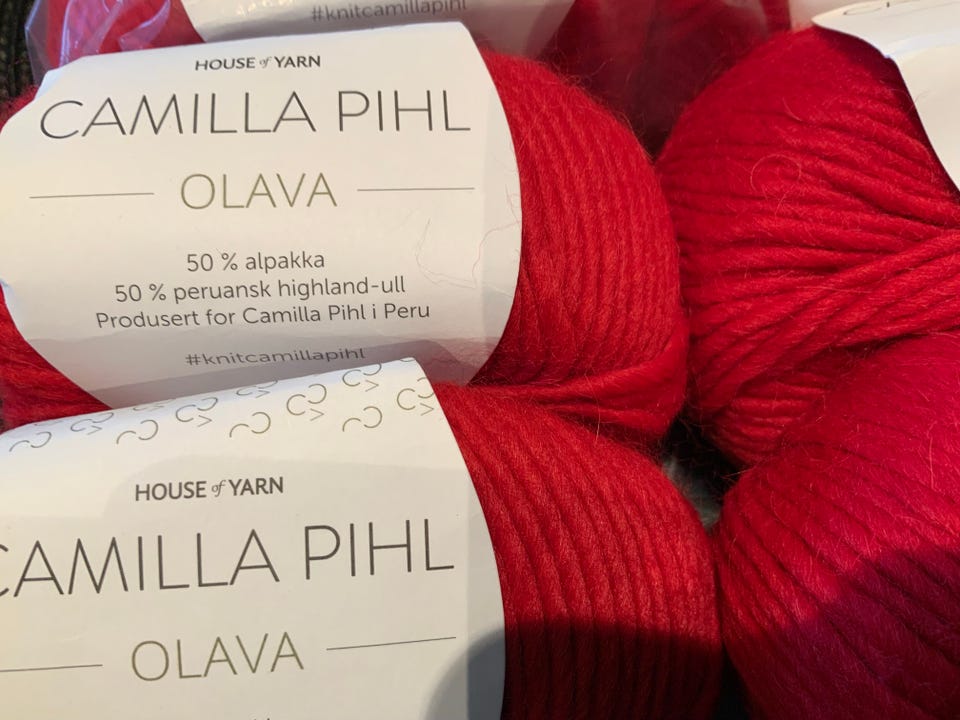 #knitcamillapihl
HOUSE of YARN
CAMILLA PIHL
OLAVA
50 % alpakka
50 % peruansk highland-ull
Produsert for Camilla Pihl i Peru
#knitcamillapihl
HOUSE of YARN
CAMILLA PIHL
OLAVA